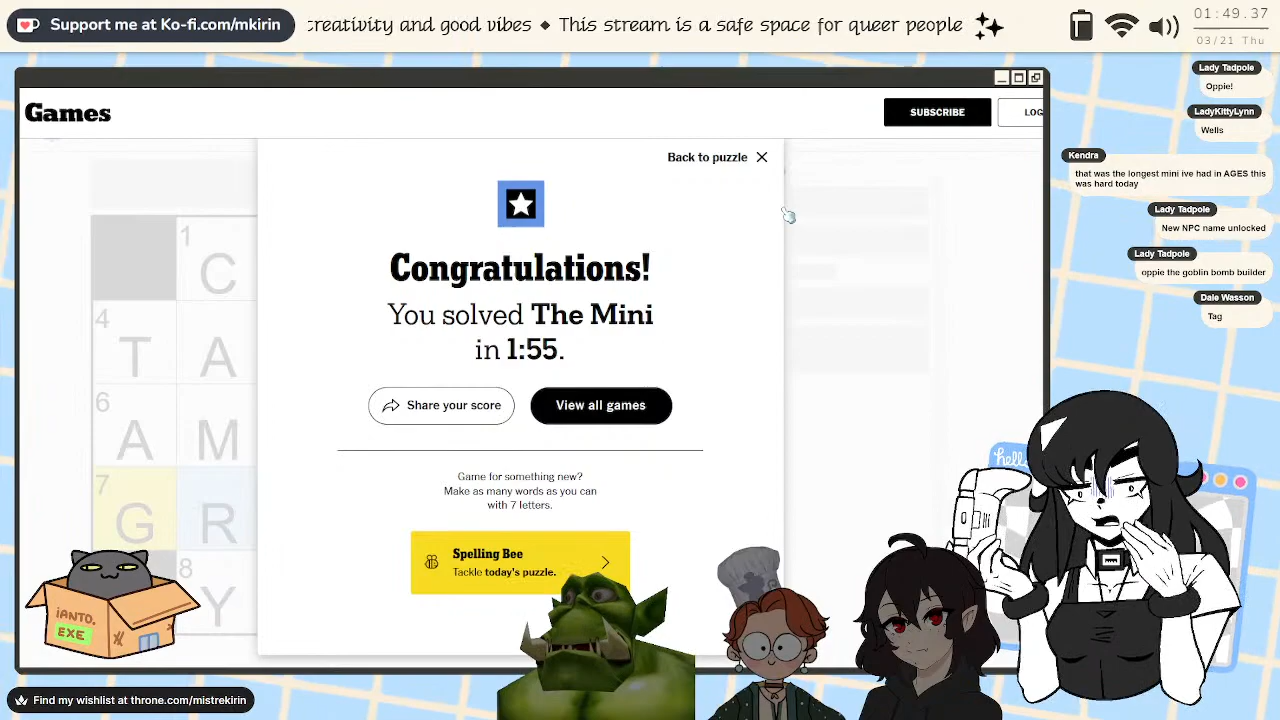 Support me at Ko-fi.com/mkirin
creativity and good vibes ◆ This stream is a safe space for queer people
01:49.37
03/21 Thu
Games
SUBSCRIBE
LOG
Back to puzzle
Congratulations!
You solved The Mini
in 1:55.
Share your score
View all games
Game for something new?
Make as many words as you can
with 7 letters.
Spelling Bee
Tackle today's puzzle.
1
C
4
T
A
6
A
M
7
G
R
8
Y
Lady Tadpole
Oppie!
LadyKittyLynn
Wells
Kendra
that was the longest mini ive had in AGES this
was hard today
Lady Tadpole
New NPC name unlocked
Lady Tadpole
oppie the goblin bomb builder
Dale Wasson
Tag
hello
iANTO.
EXE
Find my wishlist at throne.com/mistrekirin